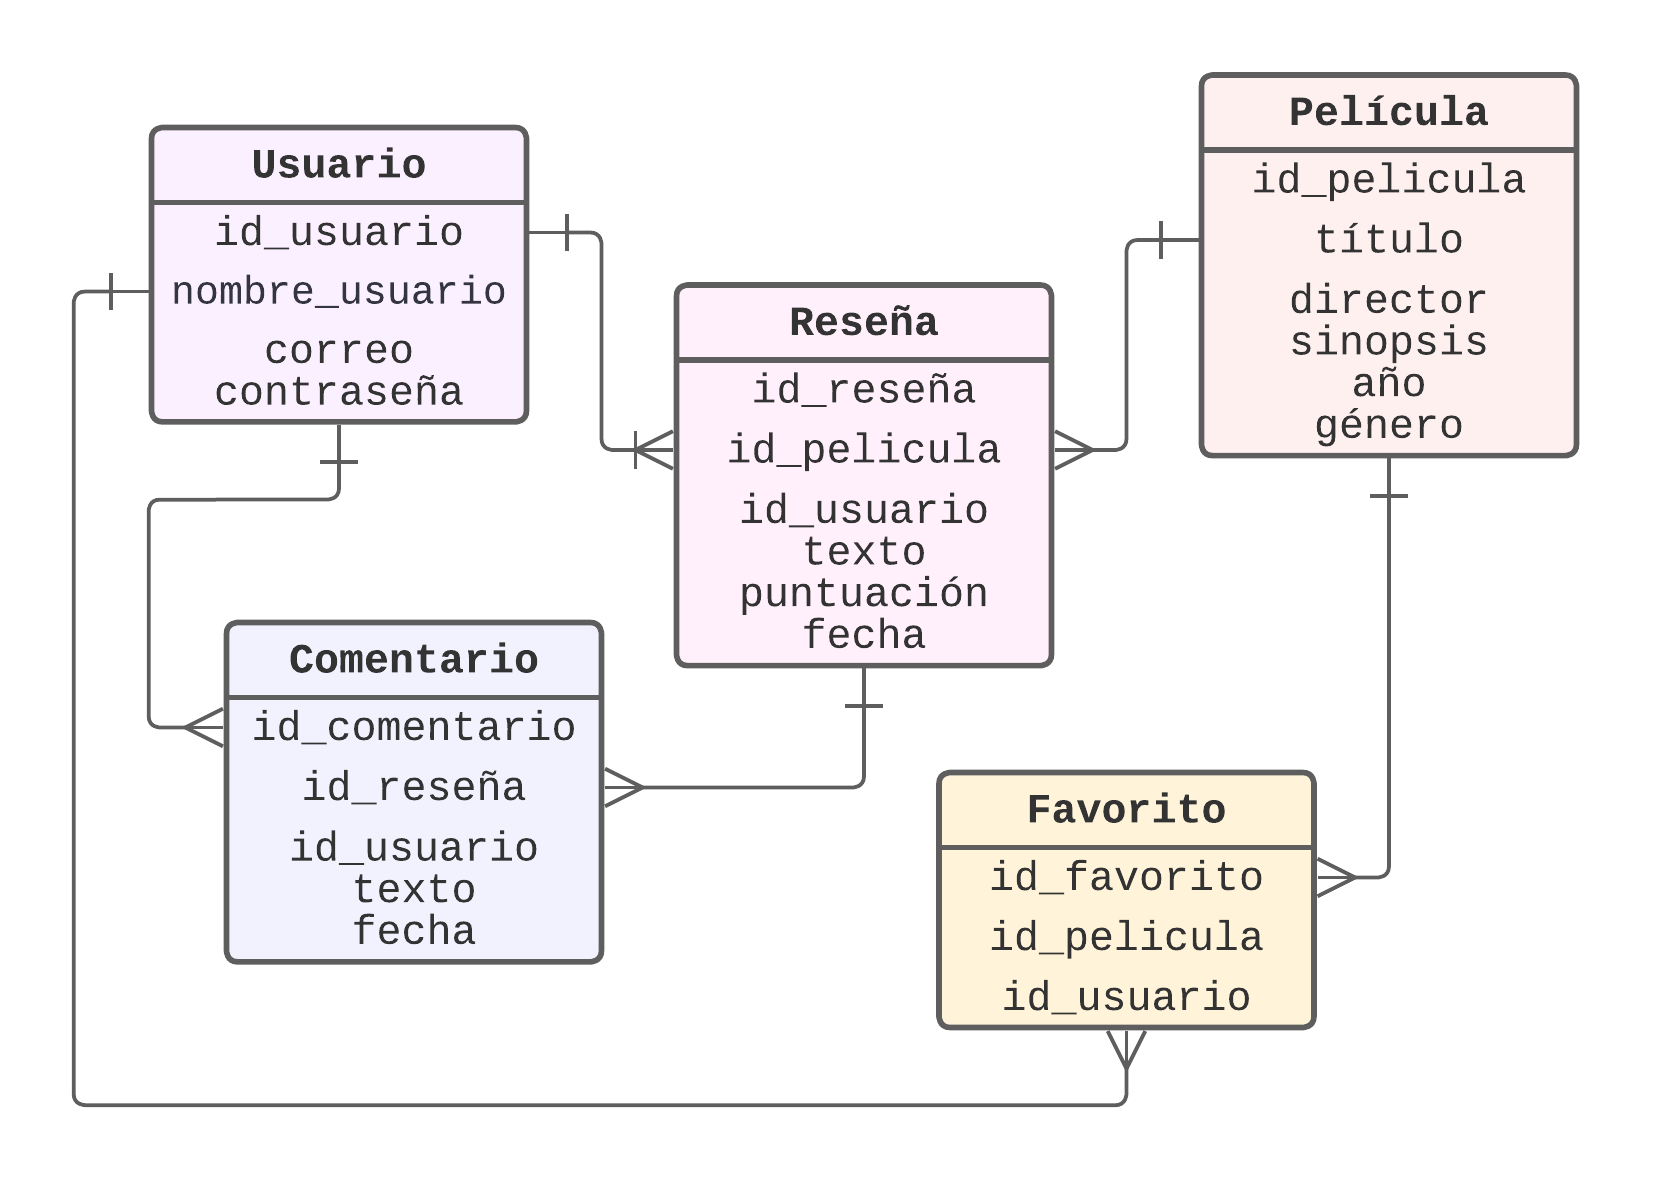 Usuario
id_usuario
nombre_usuario
correo
contraseña
Reseña
id_reseña
id_pelicula
id_usuario
texto
puntuación
fecha
Película
id_pelicula
título
director
sinopsis
año
género
Comentario
id_comentario
id_reseña
id_usuario
texto
fecha
Favorito
id_favorito
id_pelicula
id_usuario